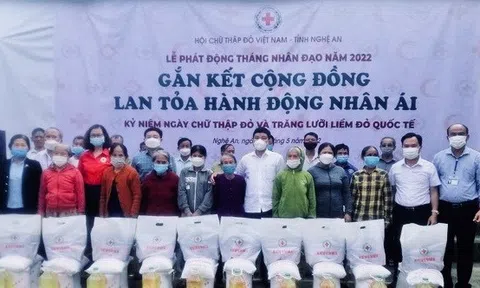 HỘI CHỮ THẬP ĐỎ VIỆT NAM - TỈNH NGHỆ AN
LỄ PHÁT ĐỘNG THÁNG NHÂN ĐẠO NĂM 2022
GẮN KẾT CỘNG ĐỒNG
LAN TỎA HÀNH ĐỘNG NHÂN ÁI
KỶ NIỆM NGÀY CHỮ THẬP ĐỎ VÀ TRĂNG LƯỠI LIỀM ĐỎ QUỐC TẾ
Nghệ An, 5 năm